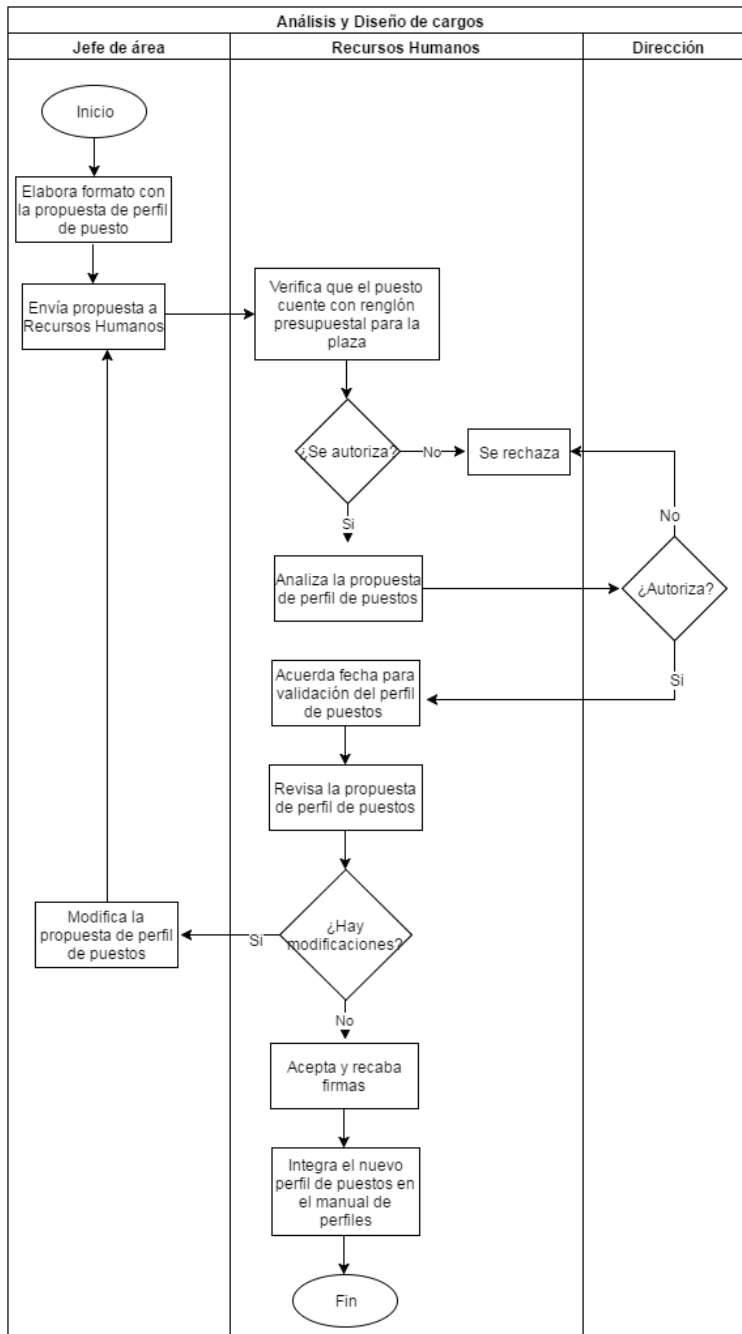 Análisis y Diseño de cargos
Jefe de área
Recursos Humanos
Dirección
Inicio
Elabora formato con
la propuesta de perfil
de puesto
Envía propuesta a
Recursos Humanos
Verifica que el puesto
cuente con renglón
presupuestal para la
plaza
¿Se autoriza?
No
Se rechaza
Si
No
Analiza la propuesta
de perfil de puestos
¿Autoriza?
Si
Acuerda fecha para
validación del perfil
de puestos
Revisa la propuesta
de perfil de puestos
Modifica la
propuesta de perfil
de puestos
Si
¿Hay
modificaciones?
No
Acepta y recaba
firmas
Integra el nuevo
perfil de puestos en
el manual de
perfiles
Fin